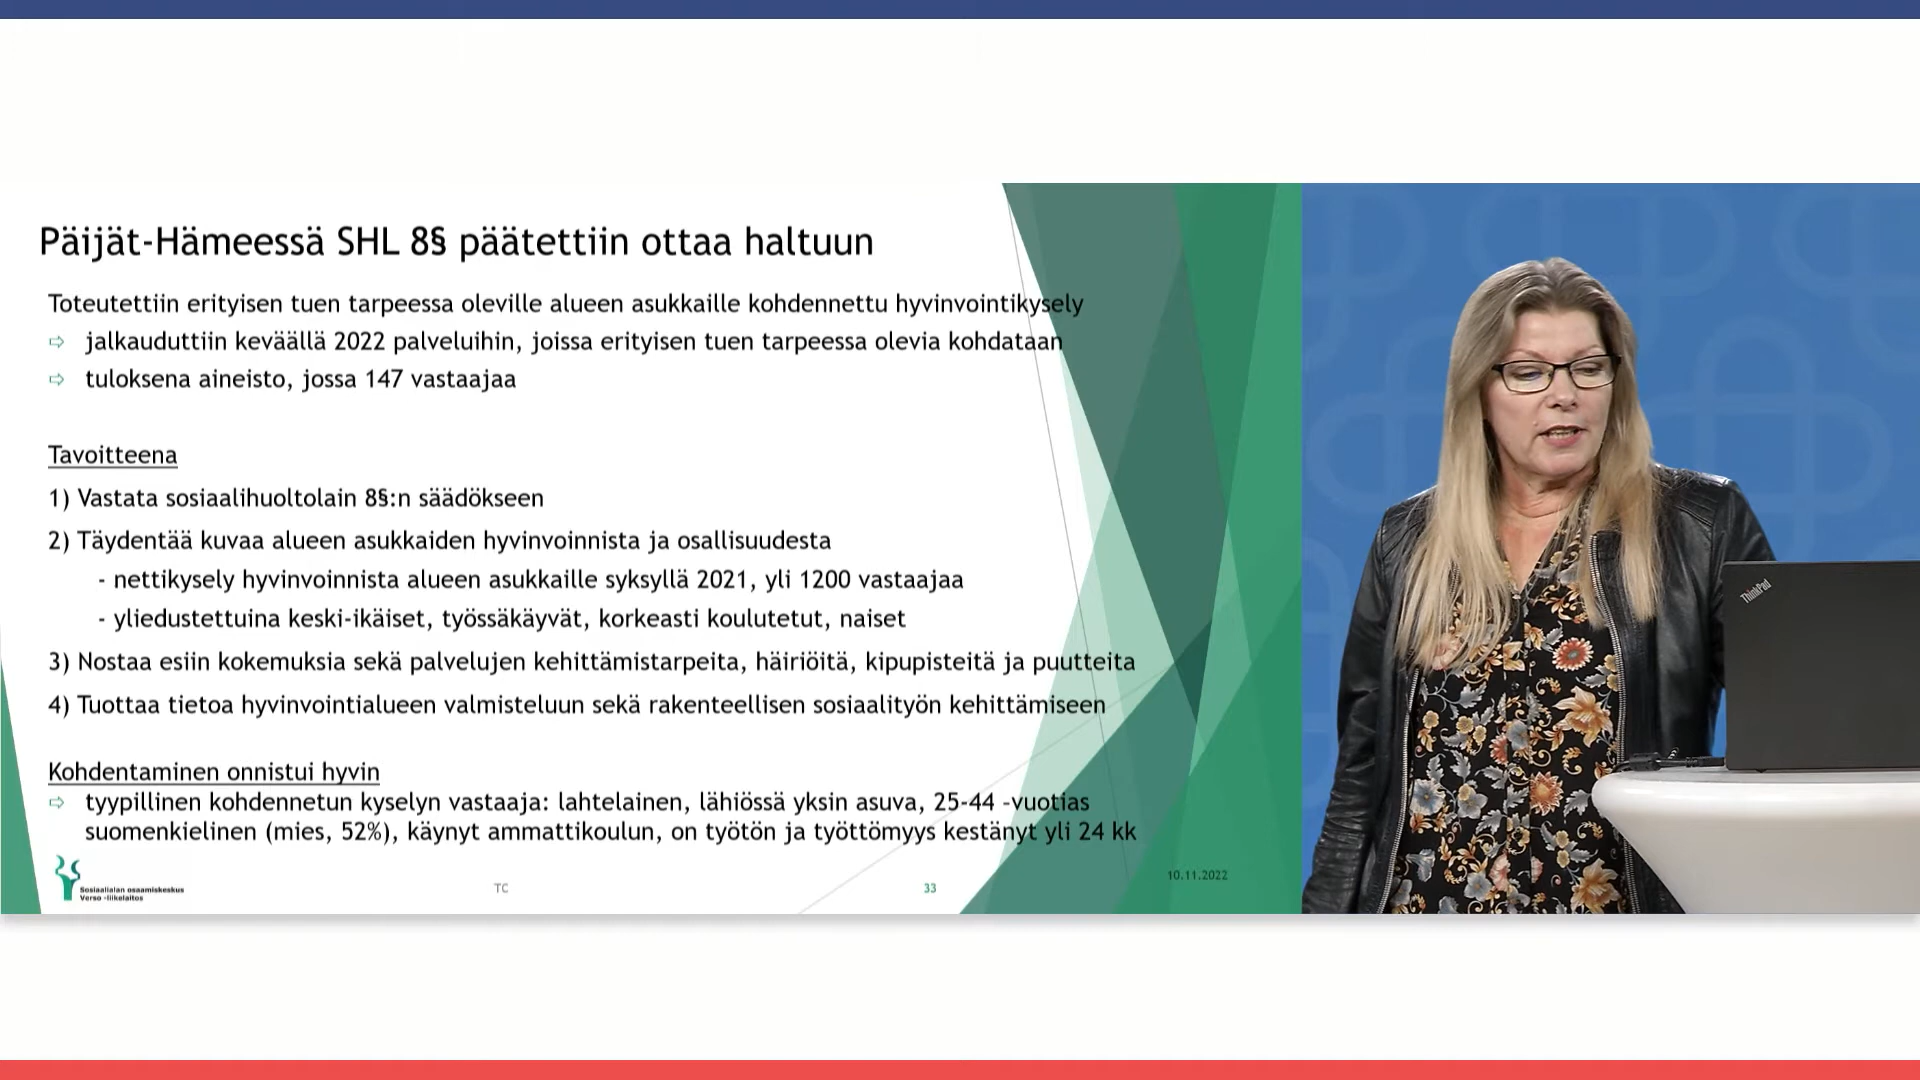 Päijät-Hämeessä SHL 8§ päätettiin ottaa haltuun
Toteutettiin erityisen tuen tarpeessa oleville alueen asukkaille kohdennettu hyvinvointikysely
⇨ jalkauduttiin keväällä 2022 palveluihin, joissa erityisen tuen tarpeessa olevia kohdataan
⇨ tuloksena aineisto, jossa 147 vastaajaa
Tavoitteena
1) Vastata sosiaalihuoltolain 8§:n säädökseen
2) Täydentää kuvaa alueen asukkaiden hyvinvoinnista ja osallisuudesta
- nettikysely hyvinvoinnista alueen asukkaille syksyllä 2021, yli 1200 vastaajaa
- yliedustettuina keski-ikäiset, työssäkäyvät, korkeasti koulutetut, naiset
3) Nostaa esiin kokemuksia sekä palvelujen kehittämistarpeita, häiriöitä, kipupisteitä ja puutteita
4) Tuottaa tietoa hyvinvointialueen valmisteluun sekä rakenteellisen sosiaalityön kehittämiseen
Kohdentaminen onnistui hyvin
⇨ tyypillinen kohdennetun kyselyn vastaaja: lahtelainen, lähiössä yksin asuva, 25-44 -vuotias
suomenkielinen (mies, 52%), käynyt ammattikoulun, on työtön ja työttömyys kestänyt yli 24 kk
Sosiaalialan osaamiskeskus
Verso -liikelaitos
TC
33
10.11.2022
ThinkPad